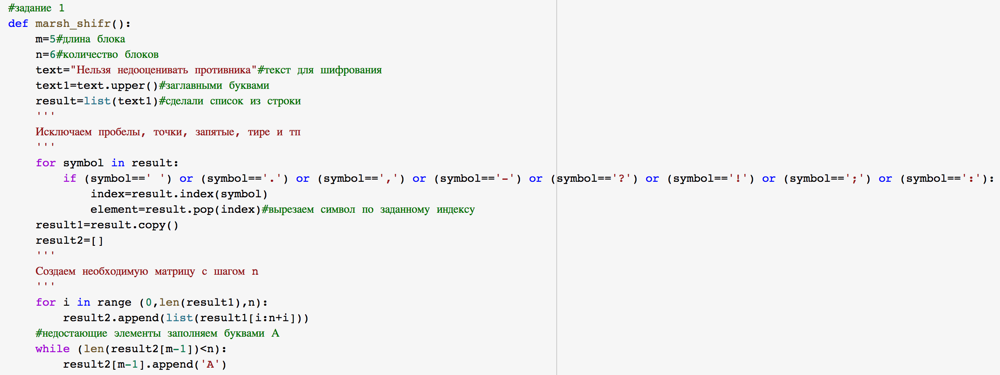 #задание 1
def marsh_shifr():
    m=5#длина блока
    n=6#количество блоков
    text="Нельзя недооценивать противника"#текст для шифрования
    text1=text.upper()#заглавными буквами
    result=list(text1)#сделали список из строки
    '''
    Исключаем пробелы, точки, запятые, тире и тп
    '''
    for symbol in result:
        if (symbol==' ') or (symbol=='.') or (symbol==',') or (symbol=='-') or (symbol=='?') or (symbol=='!') or (symbol==';') or (symbol==':'):
            index=result.index(symbol)
            element=result.pop(index)#вырезаем символ по заданному индексу
    result1=result.copy()
    result2=[]
    '''
    Создаем необходимую матрицу с шагом n
    '''
    for i in range (0,len(result1),n):
        result2.append(list(result1[i:n+i]))
    #недостающие элементы заполняем буквами А
    while (len(result2[m-1])<n):
        result2[m-1].append('А')